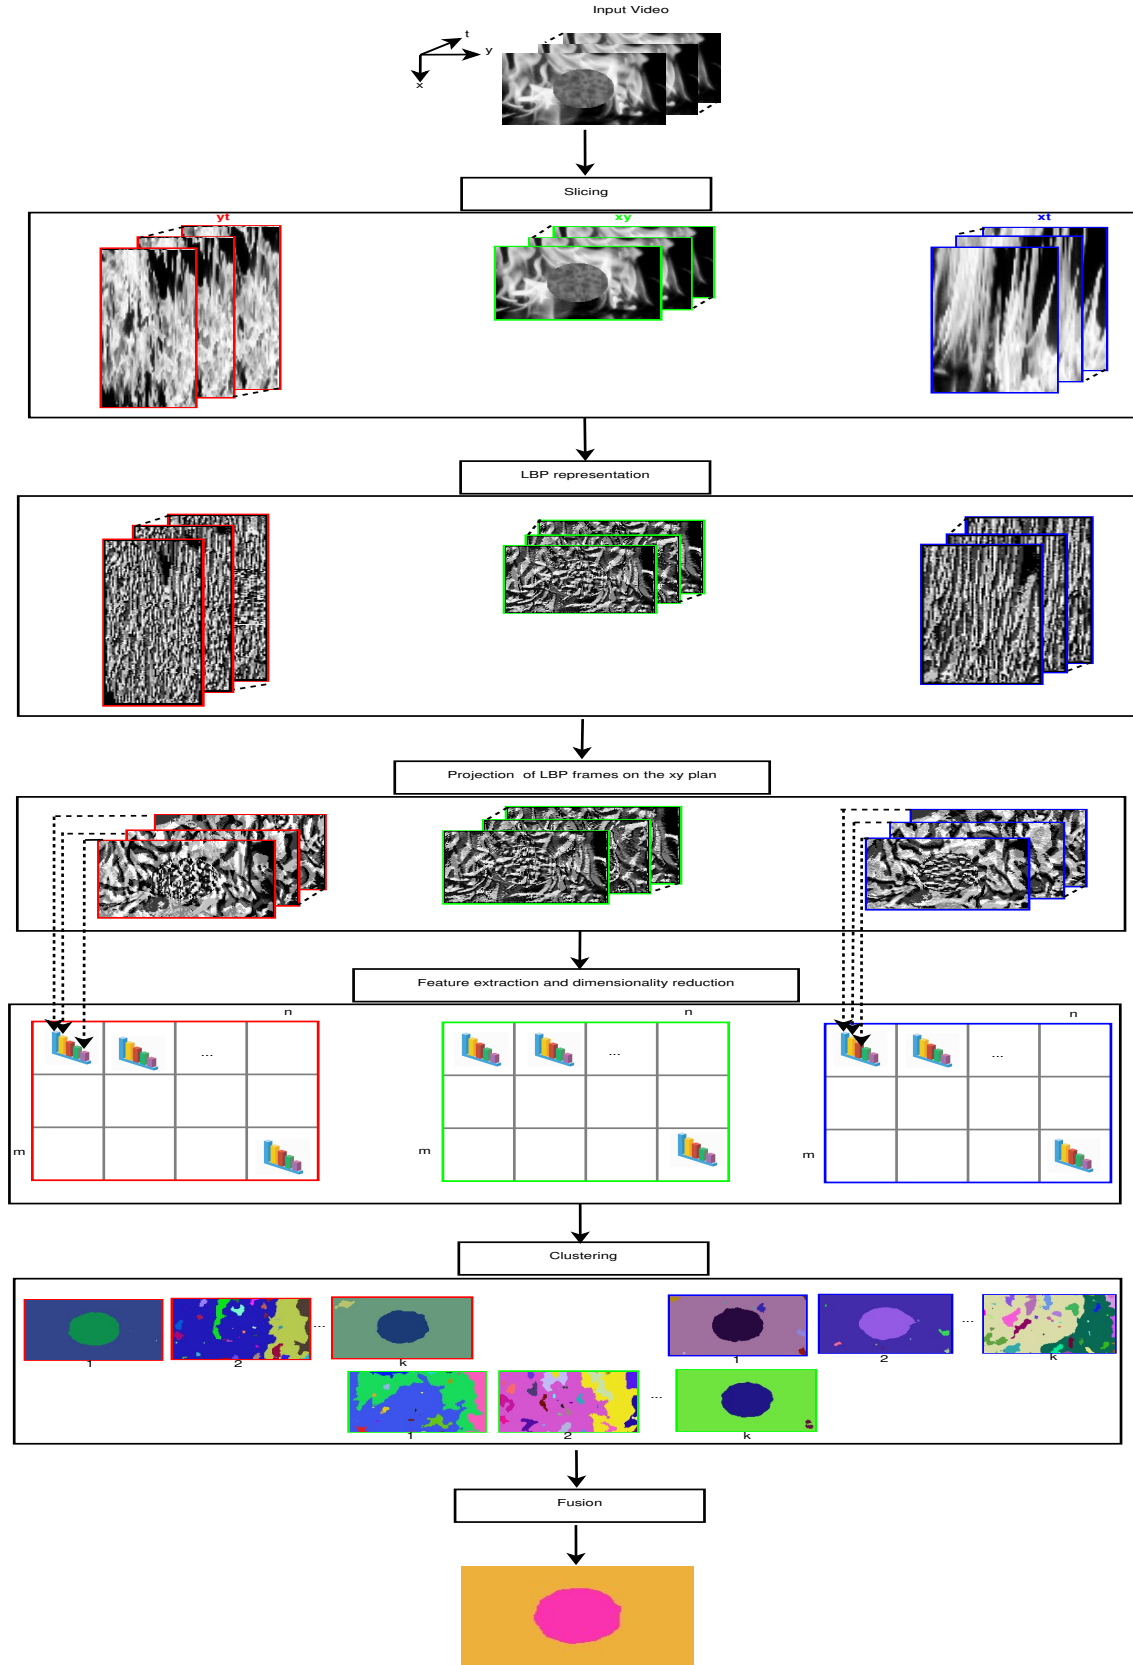 Input Video
t
y
x
Slicing
yt
xy
xt
LBP representation
Projection of LBP frames on the xy plan
Feature extraction and dimensionality reduction
n
n
n
...
...
...
m
m
m
Clustering
...
...
1
2
k
1
2
k
...
1
2
k
Fusion